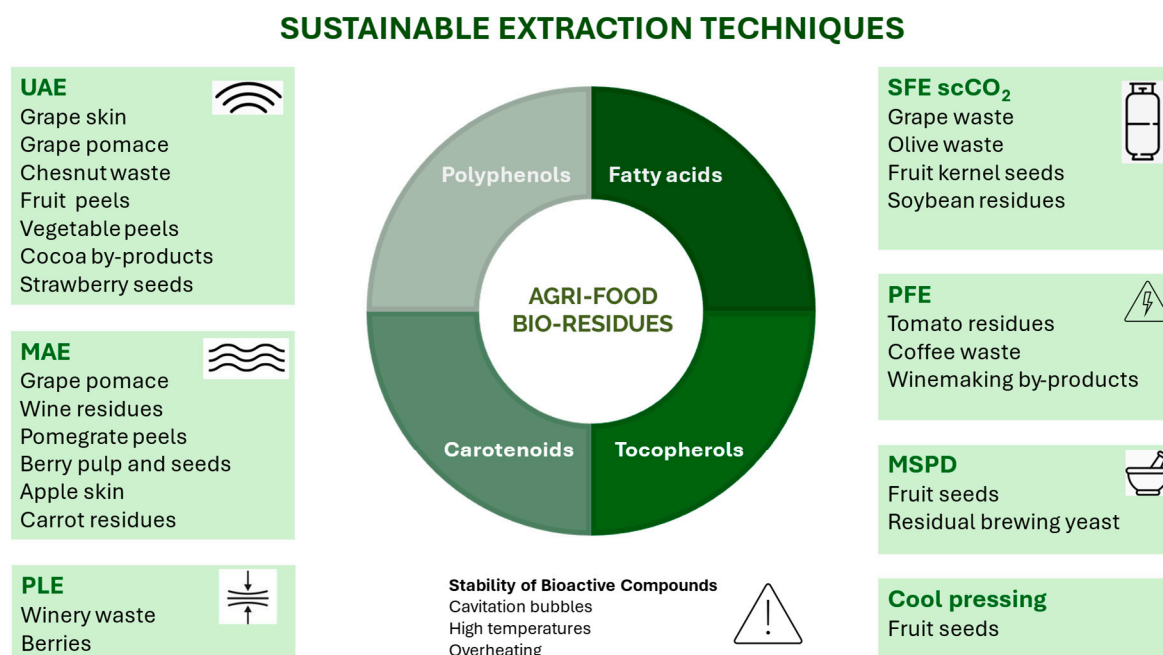 SUSTAINABLE EXTRACTION TECHNIQUES
UAE
Grape skin
Grape pomace
Chesnut waste
Fruit peels
Vegetable peels
Cocoa by-products
Strawberry seeds
MAE
Grape pomace
Wine residues
Pomegrate peels
Berry pulp and seeds
Apple skin
Carrot residues
PLE
Winery waste
Berries
Polyphenols
Fatty acids
AGRI-FOOD
BIO-RESIDUES
Carotenoids
Tocopherols
Stability of Bioactive Compounds
Cavitation bubbles
High temperatures
Overheating
SFE scCO₂
Grape waste
Olive waste
Fruit kernel seeds
Soybean residues
PFE
Tomato residues
Coffee waste
Winemaking by-products
MSPD
Fruit seeds
Residual brewing yeast
Cool pressing
Fruit seeds